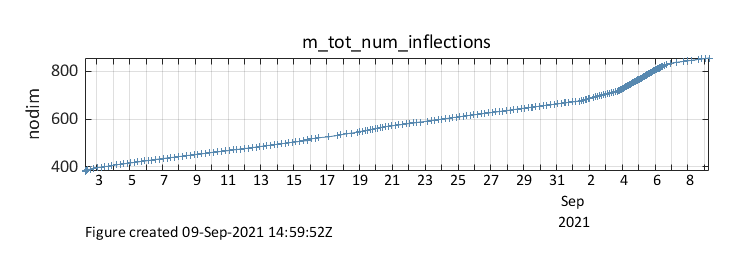 m_tot_num_inflections
nodim
800
600
400
3 5 7 9 11 13 15 17 19 21 23 25 27 29 31 2 4 6 8
Sep
2021
Figure created 09-Sep-2021 14:59:52Z